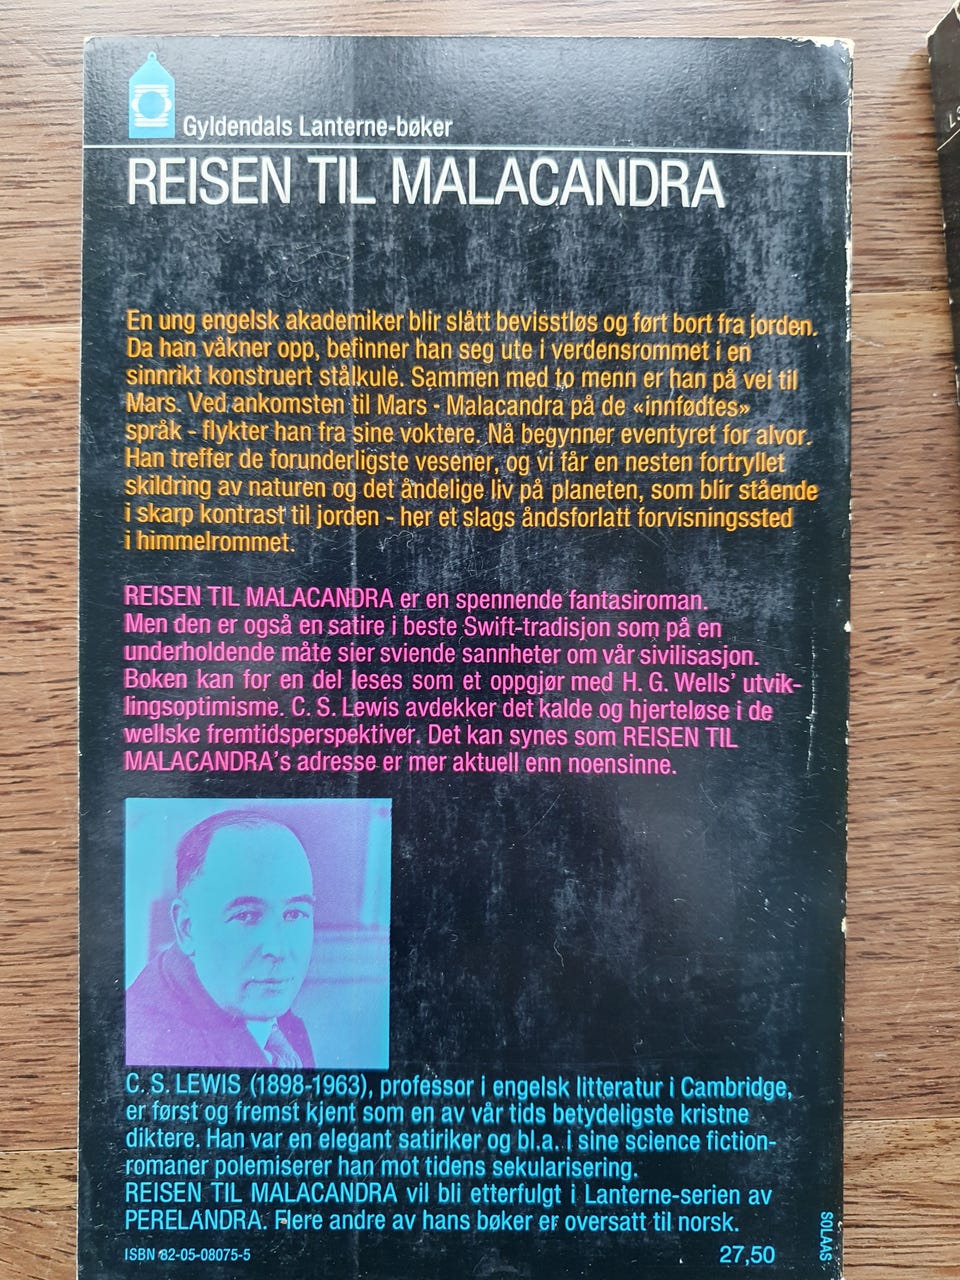 Gyldendals Lanterne-bøker
REISEN TIL MALACANDRA
En ung engelsk akademiker blir slått bevisstløs og ført bort fra jorden.
Da han våkner opp, befinner han seg ute i verdensrommet i en
sinnrikt konstruert stålkule. Sammen med to menn er han på vei til
Mars. Ved ankomsten til Mars - Malacandra på de «innfødtes»
språk - flykter han fra sine voktere. Nå begynner eventyret for alvor.
Han treffer de forunderligste vesener, og vi får en nesten fortryllet
skildring av naturen og det åndelige liv på planeten, som blir stående
i skarp kontrast til jorden - her et slags åndsforlatt forvisningssted
i himmelrommet.
REISEN TIL MALACANDRA er en spennende fantasiroman.
Men den er også en satire i beste Swift-tradisjon som på en
underholdende måte sier sviende sannheter om vår sivilisasjon.
Boken kan for en del leses som et oppgjør med H. G. Wells' utvik-
lingsoptimisme. C. S. Lewis avdekker det kalde og hjerteløse i de
wellske fremtidsperspektiver. Det kan synes som REISEN TIL
MALACANDRA's adresse er mer aktuell enn noensinne.
C. S. LEWIS (1898-1963), professor i engelsk litteratur i Cambridge,
er først og fremst kjent som en av vår tids betydeligste kristne
diktere. Han var en elegant satiriker og bl.a. i sine science fiction-
romaner polemiserer han mot tidens sekularisering.
REISEN TIL MALACANDRA vil bli etterfulgt i Lanterne-serien av
PERELANDRA. Flere andre av hans bøker er oversatt til norsk.
ISBN 82-05-08075-5
27,50
SOLAAS